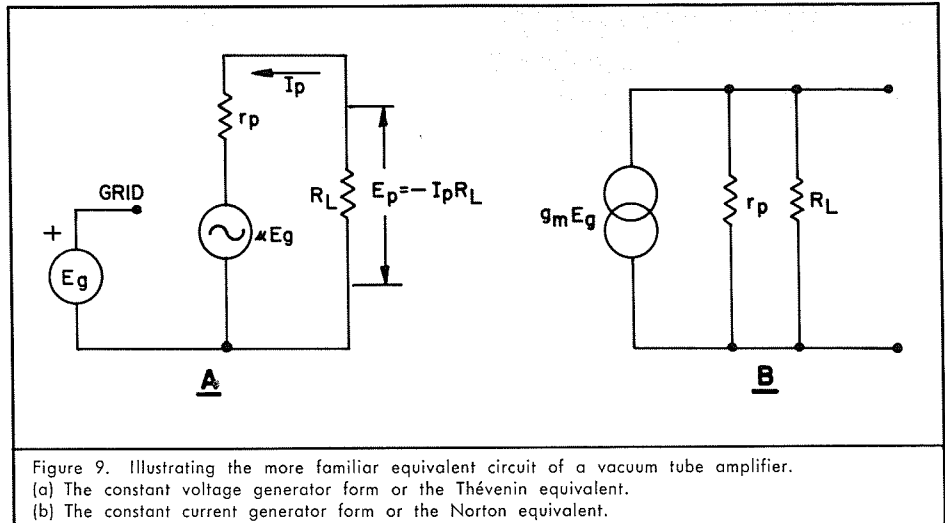 Ip
rp
GRID
RL
Ep=-IpRL
+
Eg
μEg
A
gmEg
rp
RL
B
Figure 9. Illustrating the more familiar equivalent circuit of a vacuum tube amplifier.
(a) The constant voltage generator form or the Thévenin equivalent.
(b) The constant current generator form or the Norton equivalent.